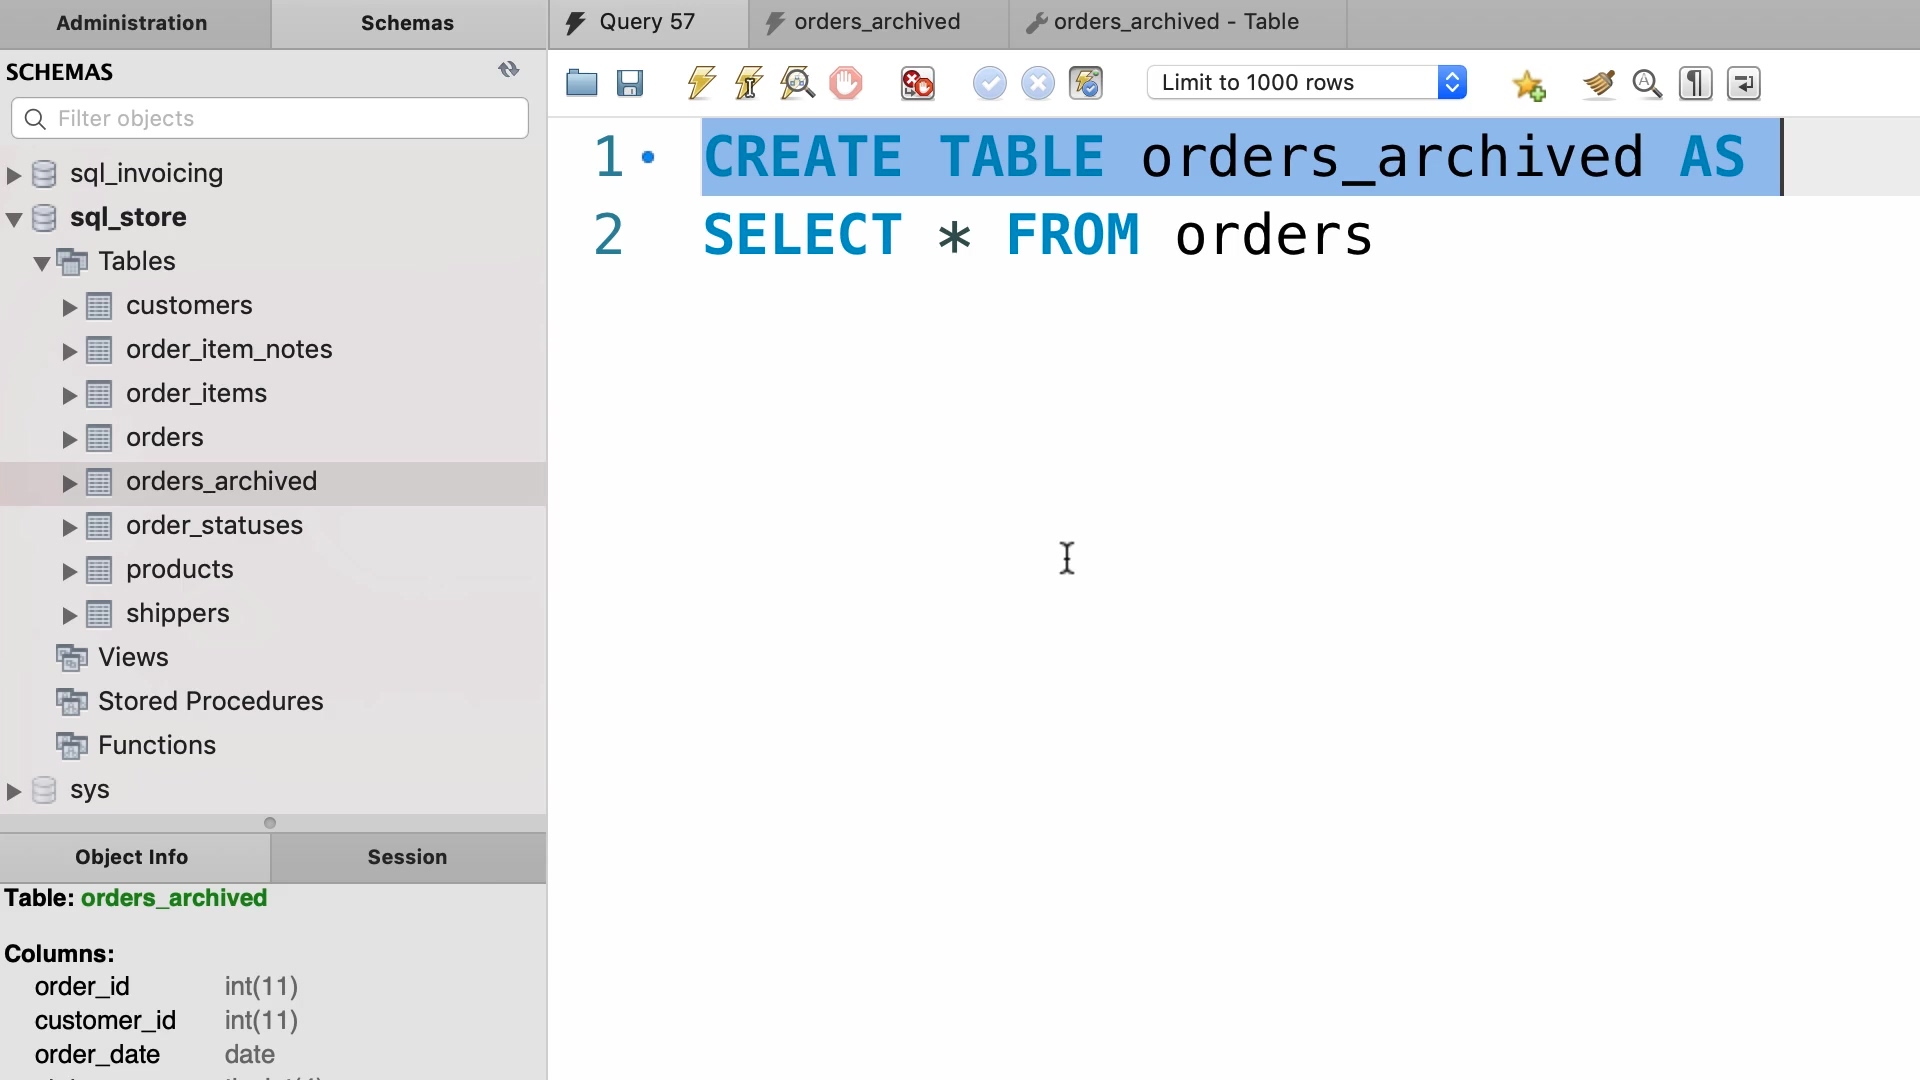 Administration
Schemas
Query 57
orders_archived
orders_archived - Table
SCHEMAS
Filter objects
Limit to 1000 rows
sql_invoicing
sql_store
Tables
customers
order_item_notes
order_items
orders
orders_archived
order_statuses
products
shippers
Views
Stored Procedures
Functions
sys
1 CREATE TABLE orders_archived AS
2 SELECT * FROM orders
Object Info
Session
Table: orders_archived
Columns:
order_id int(11)
customer_id int(11)
order_date date